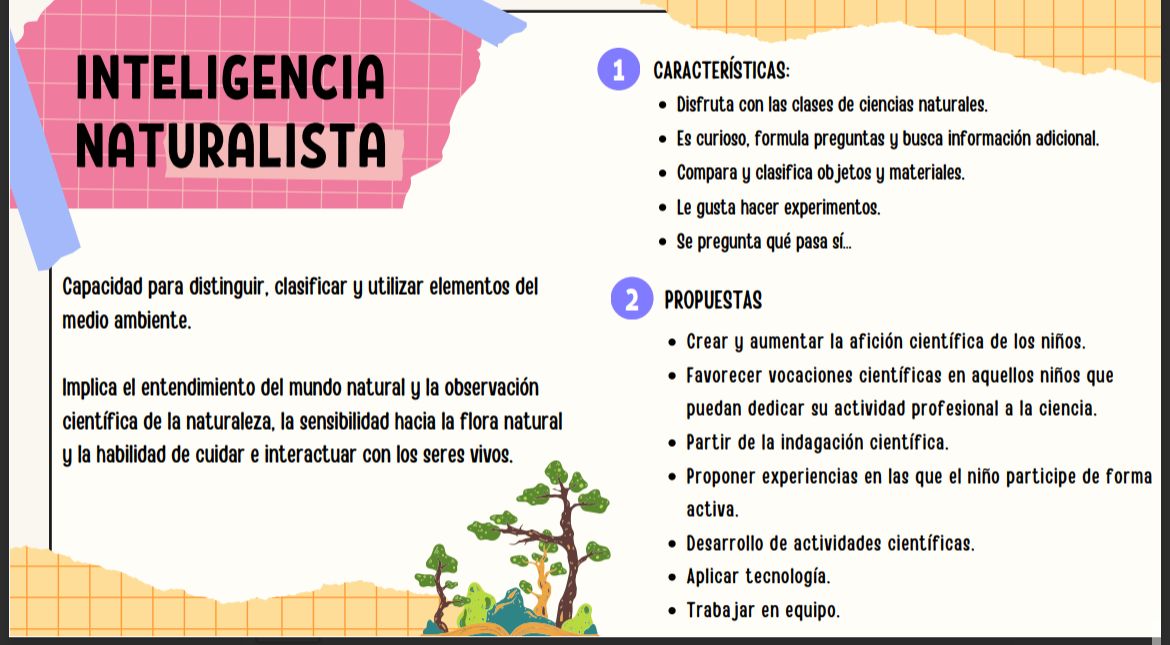 INTELIGENCIA
NATURALISTA
Capacidad para distinguir, clasificar y utilizar elementos del
medio ambiente.
Implica el entendimiento del mundo natural y la observación
científica de la naturaleza, la sensibilidad hacia la flora natural
y la habilidad de cuidar e interactuar con los seres vivos.
1 CARACTERÍSTICAS:
• Disfruta con las clases de ciencias naturales.
• Es curioso, formula preguntas y busca información adicional.
• Compara y clasifica objetos y materiales.
• Le gusta hacer experimentos.
• Se pregunta qué pasa sí...
2 PROPUESTAS
• Crear y aumentar la afición científica de los niños.
• Favorecer vocaciones científicas en aquellos niños que
puedan dedicar su actividad profesional a la ciencia.
• Partir de la indagación científica.
• Proponer experiencias en las que el niño participe de forma
activa.
• Desarrollo de actividades científicas.
• Aplicar tecnología.
• Trabajar en equipo.